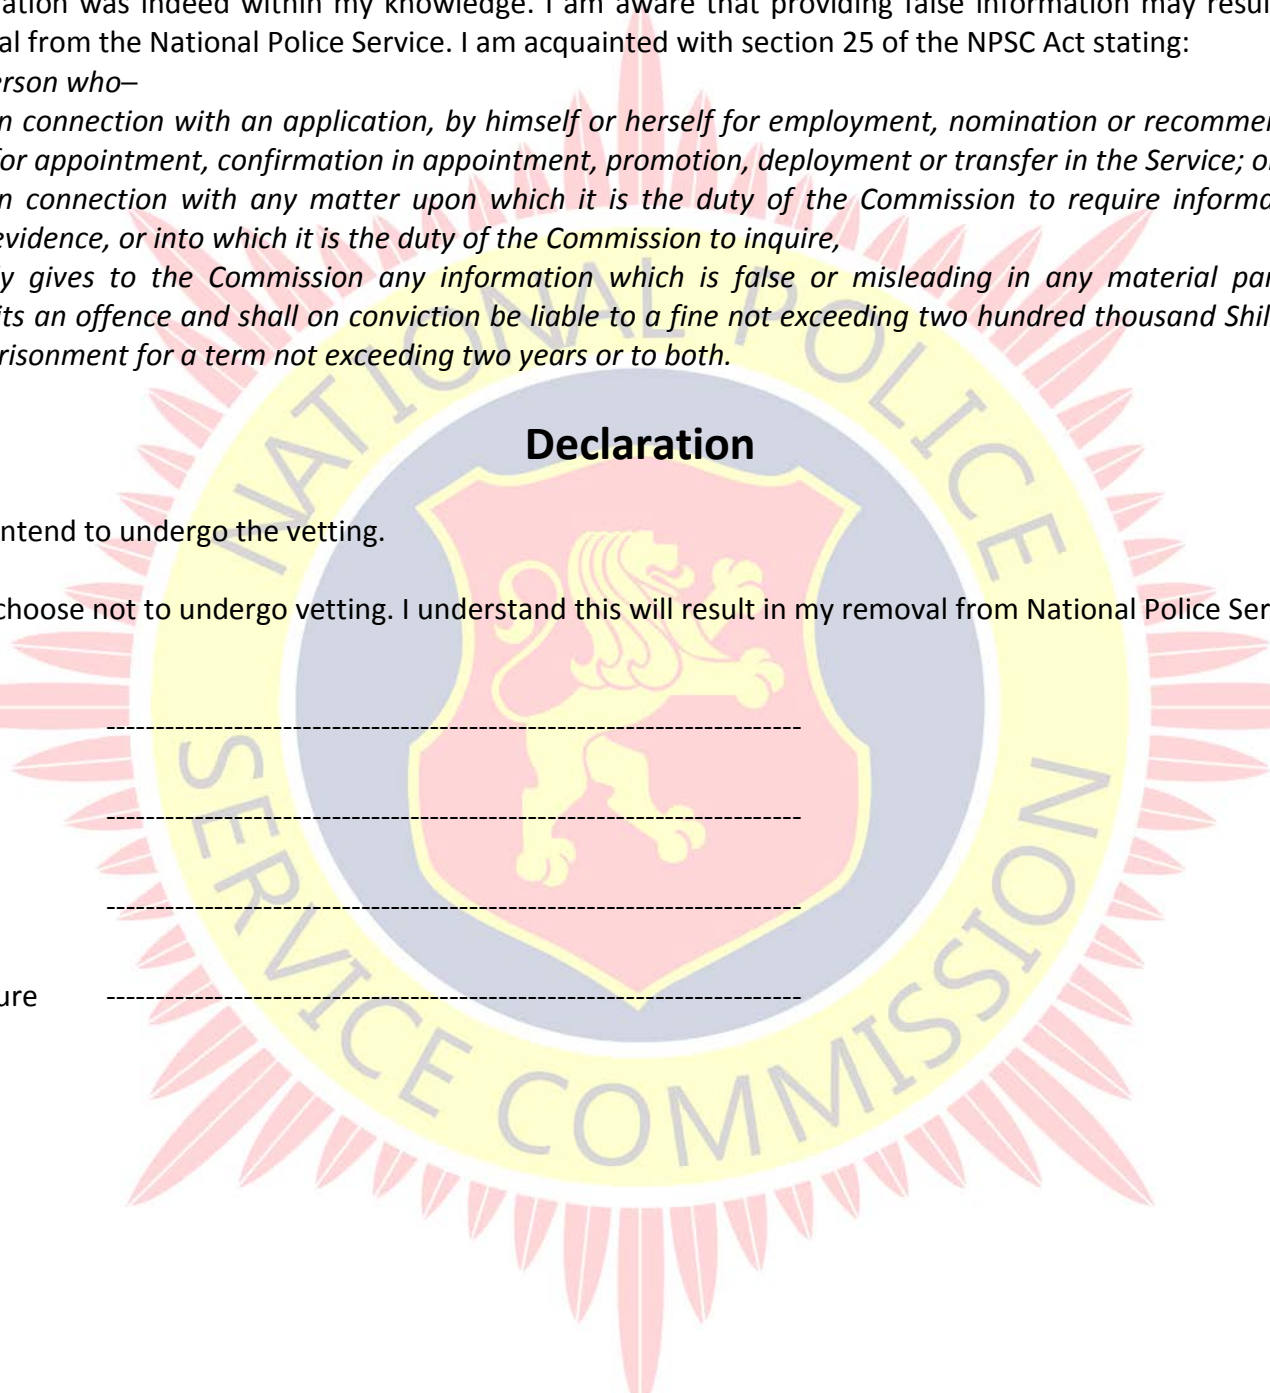 ation was indeed within my knowledge. I am aware that providing false information may resul
al from the National Police Service. I am acquainted with section 25 of the NPSC Act stating:
erson who–
n connection with an application, by himself or herself for employment, nomination or recommen
for appointment, confirmation in appointment, promotion, deployment or transfer in the Service; or
n connection with any matter upon which it is the duty of the Commission to require informa
evidence, or into which it is the duty of the Commission to inquire,
ly gives to the Commission any information which is false or misleading in any material par
its an offence and shall on conviction be liable to a fine not exceeding two hundred thousand Shil
prisonment for a term not exceeding two years or to both.
Declaration
ntend to undergo the vetting.
choose not to undergo vetting. I understand this will result in my removal from National Police Ser
ure
NATIONAL POLICE
SERVICE COMMISSION